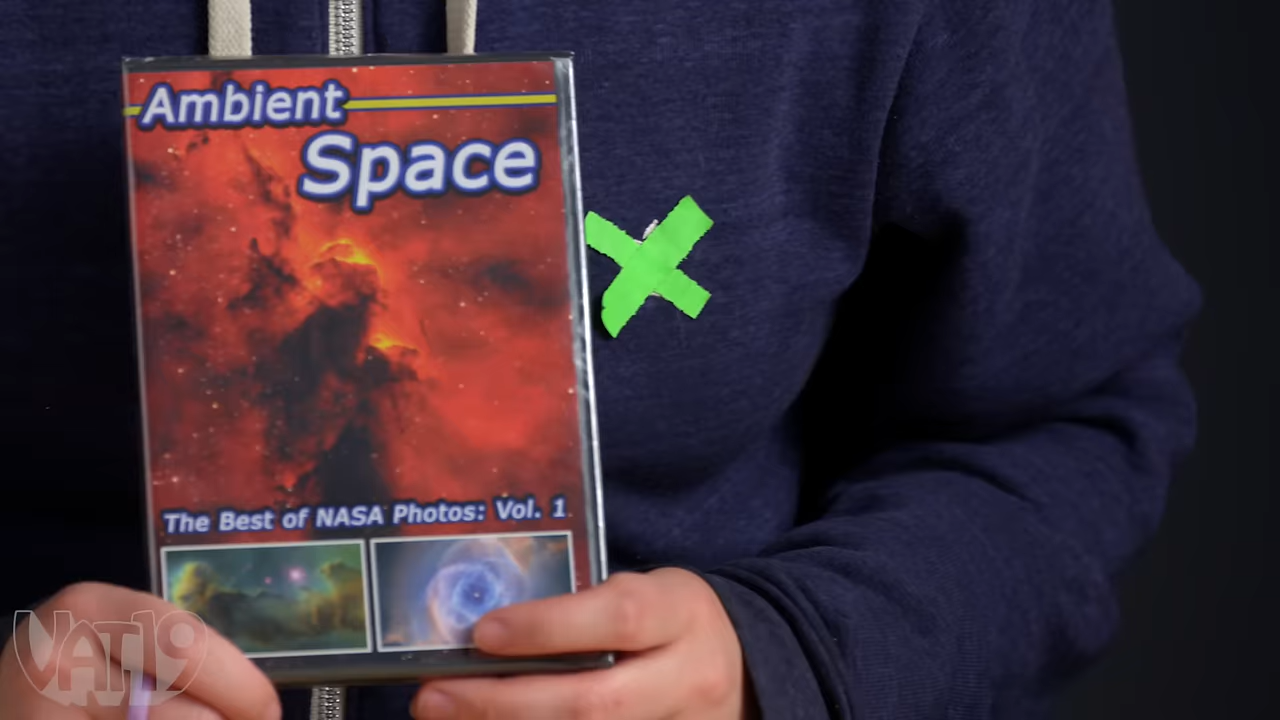 Ambient
Space
The Best of NASA Photos: Vol. 1
VAT19